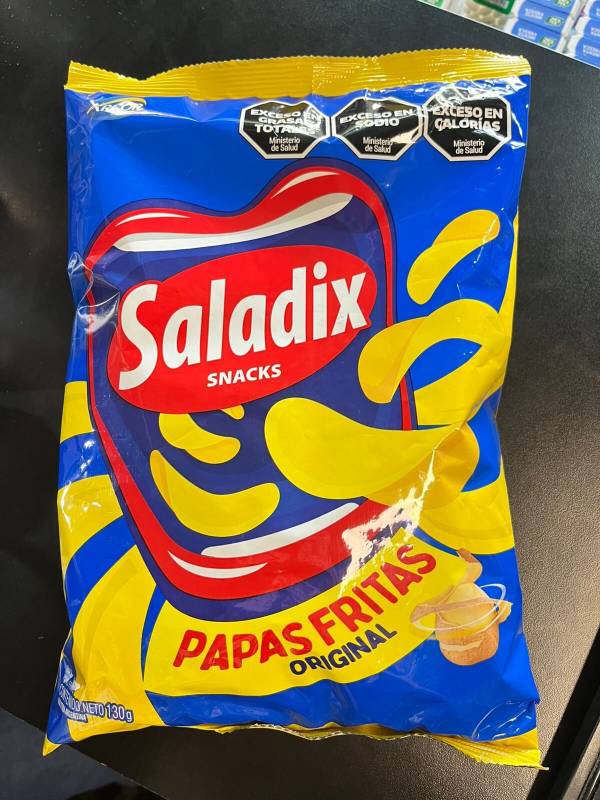 EXCESO EN
GRASAS
TOTALES
Ministerio
de Salud
EXCESO EN
SODIO
Ministerio
de Salud
EXCESO EN
CALORÍAS
Ministerio
de Salud
Saladix
SNACKS
PAPAS FRITAS
ORIGINAL
NETO 130g